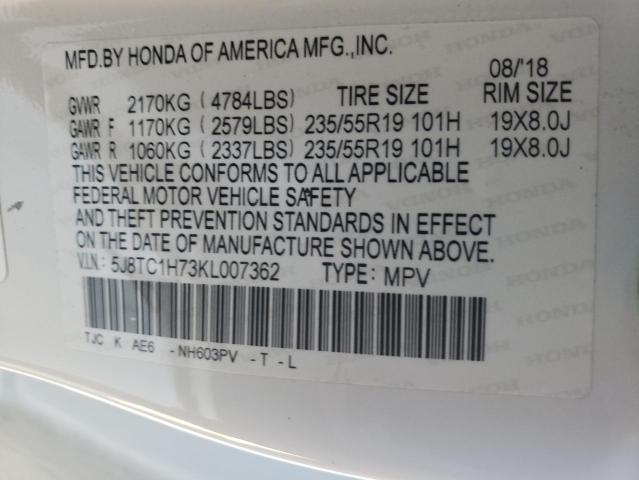 MFD.BY HONDA OF AMERICA MFG.,INC.
08/'18
GVWR 2170KG ( 4784LBS) TIRE SIZE RIM SIZE
GAWR F 1170KG ( 2579LBS) 235/55R19 101H 19X8.0J
GAWR R 1060KG ( 2337LBS) 235/55R19 101H 19X8.0J
THIS VEHICLE CONFORMS TO ALL APPLICABLE
FEDERAL MOTOR VEHICLE SAFETY
AND THEFT PREVENTION STANDARDS IN EFFECT
ON THE DATE OF MANUFACTURE SHOWN ABOVE.
V.I.N.: 5J8TC1H73KL007362 TYPE: MPV
TJC K AE6 -NH603PV -T -L